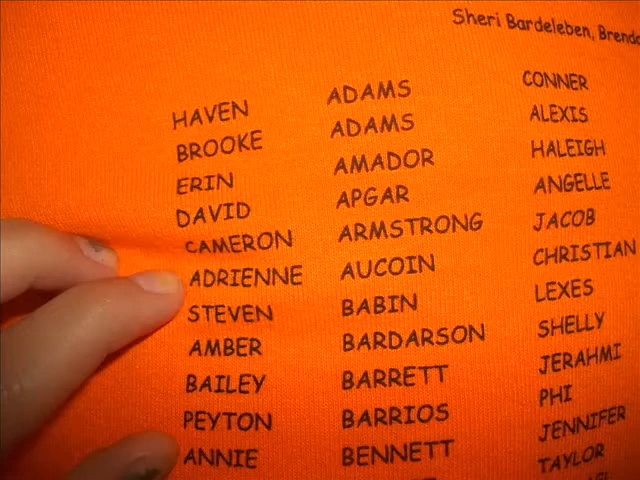 Sheri Bardeleben,
HAVEN ADAMS CONNER
BROOKE ADAMS ALEXIS
ERIN AMADOR HALEIGH
DAVID APGAR ANGELLE
CAMERON ARMSTRONG JACOB
ADRIENNE AUCOIN CHRISTIAN
STEVEN BABIN LEXES
AMBER BARDARSON SHELLY
BAILEY BARRETT JERAHMI
PEYTON BARRIOS PHI
ANNIE BENNETT JENNIFER
TAYLOR